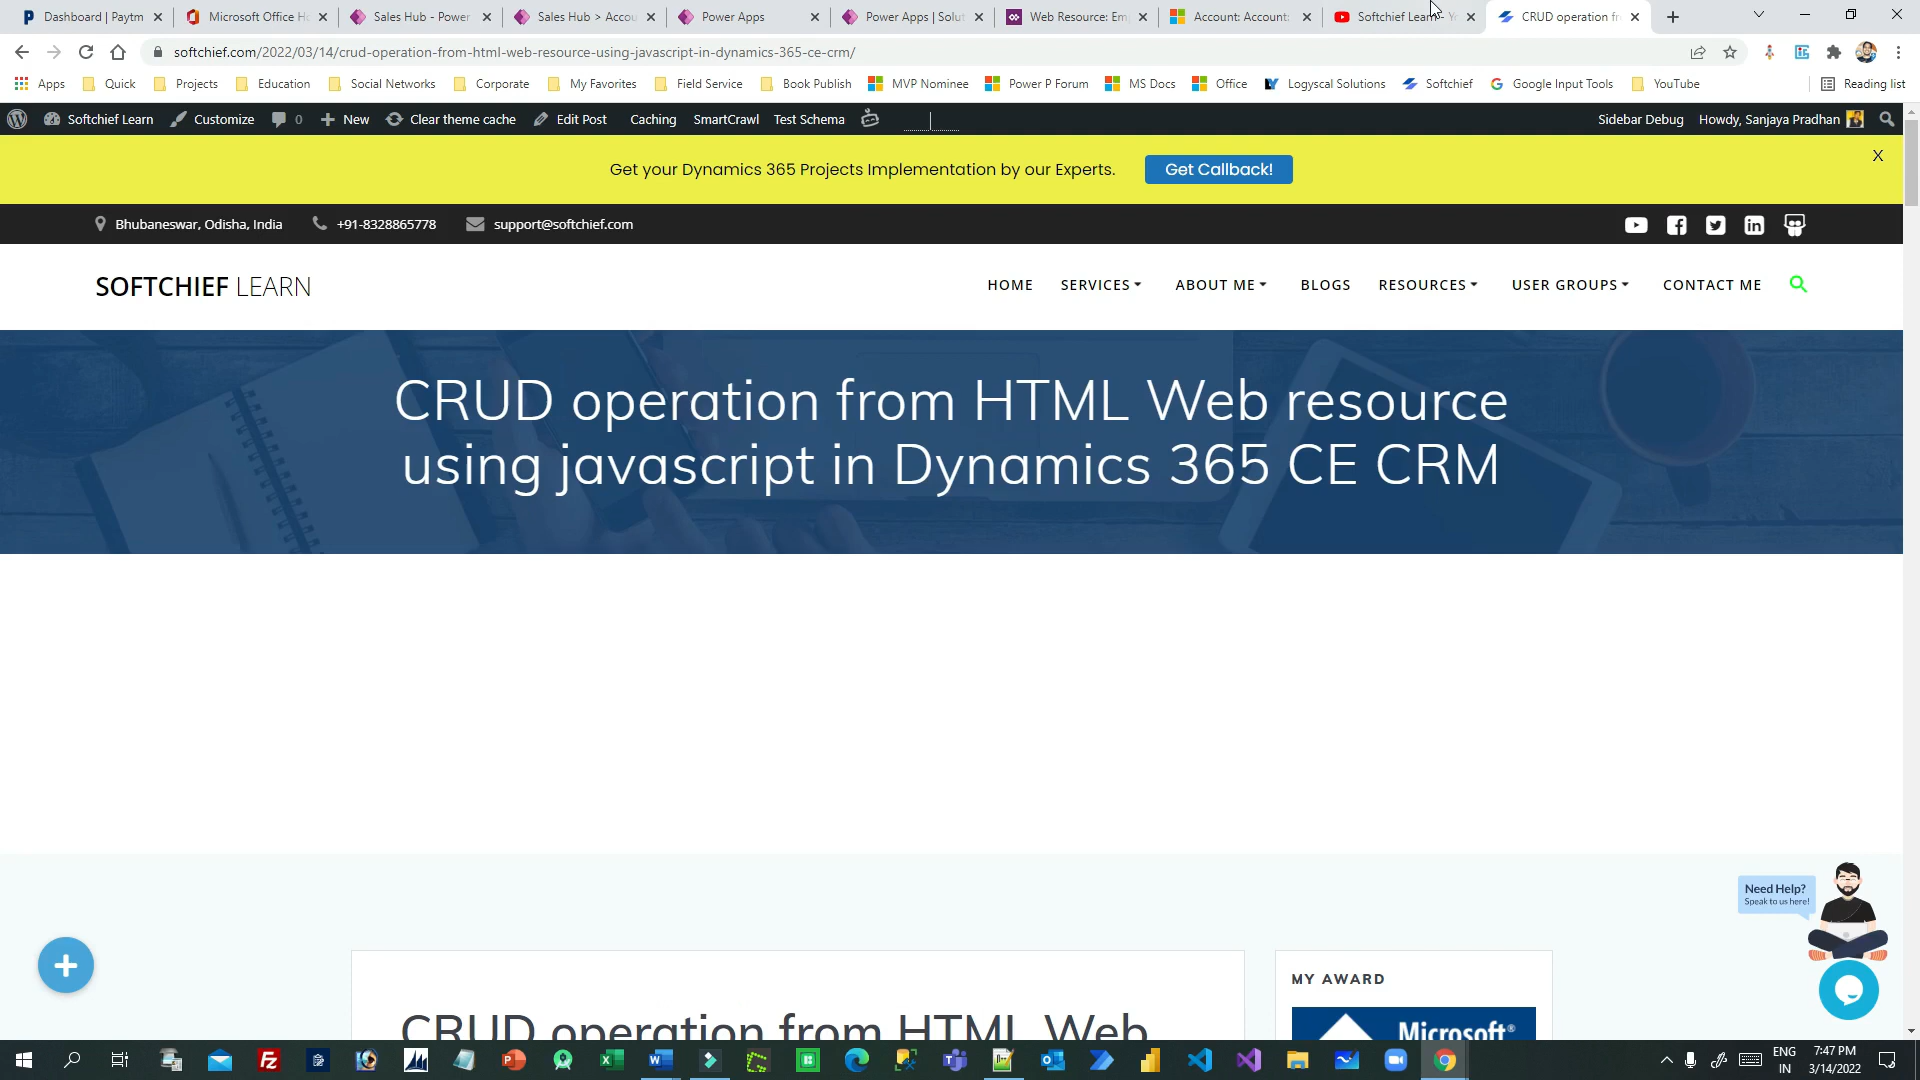 Dashboard | Paytm
Microsoft Office H
Sales Hub - Power
Sales Hub > Accou
Power Apps
Power Apps | Solut
Web Resource: Em
Account: Account:
Softchief Learn - Y
CRUD operation fr
softchief.com/2022/03/14/crud-operation-from-html-web-resource-using-javascript-in-dynamics-365-ce-crm/
Apps
Quick
Projects
Education
Social Networks
Corporate
My Favorites
Field Service
Book Publish
MVP Nominee
Power P Forum
MS Docs
Office
Logyscal Solutions
Softchief
Google Input Tools
YouTube
Reading list
Softchief Learn
Customize
0
New
Clear theme cache
Edit Post
Caching
SmartCrawl
Test Schema
Sidebar Debug
Howdy, Sanjaya Pradhan
Get your Dynamics 365 Projects Implementation by our Experts.
Get Callback!
X
Bhubaneswar, Odisha, India
+91-8328865778
support@softchief.com
SOFTCHIEF LEARN
HOME
SERVICES
ABOUT ME
BLOGS
RESOURCES
USER GROUPS
CONTACT ME
CRUD operation from HTML Web resource
using javascript in Dynamics 365 CE CRM
Need Help?
Speak to us here!
MY AWARD
CRUD operation from HTML Web
Microsoft®
ENG
IN
7:47 PM
3/14/2022